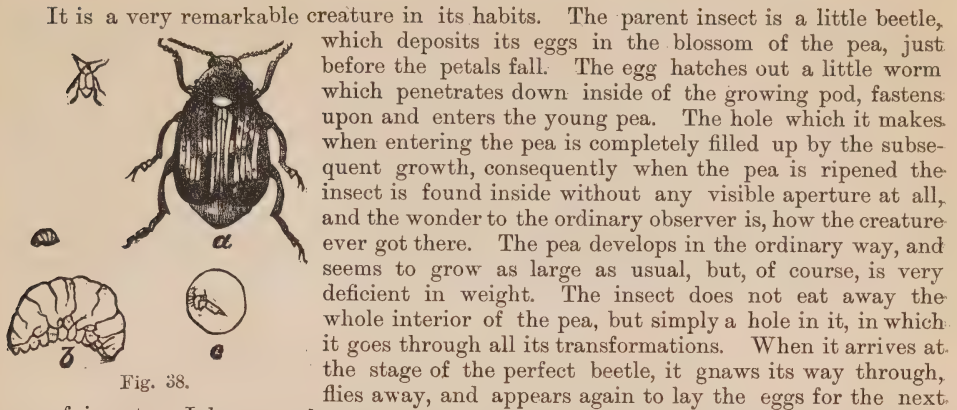 It is a very remarkable creature in its habits. The parent insect is a little beetle,
which deposits its eggs in the blossom of the pea, just
before the petals fall. The egg hatches out a little worm
which penetrates down inside of the growing pod, fastens
upon and enters the young pea. The hole which it makes
when entering the pea is completely filled up by the subse-
quent growth, consequently when the pea is ripened the
insect is found inside without any visible aperture at all,
and the wonder to the ordinary observer is, how the creature
ever got there. The pea develops in the ordinary way, and
seems to grow as large as usual, but, of course, is very
deficient in weight. The insect does not eat away the
whole interior of the pea, but simply a hole in it, in which
it goes through all its transformations. When it arrives at
the stage of the perfect beetle, it gnaws its way through,
flies away, and appears again to lay the eggs for the next
a
b
c
Fig. 38.